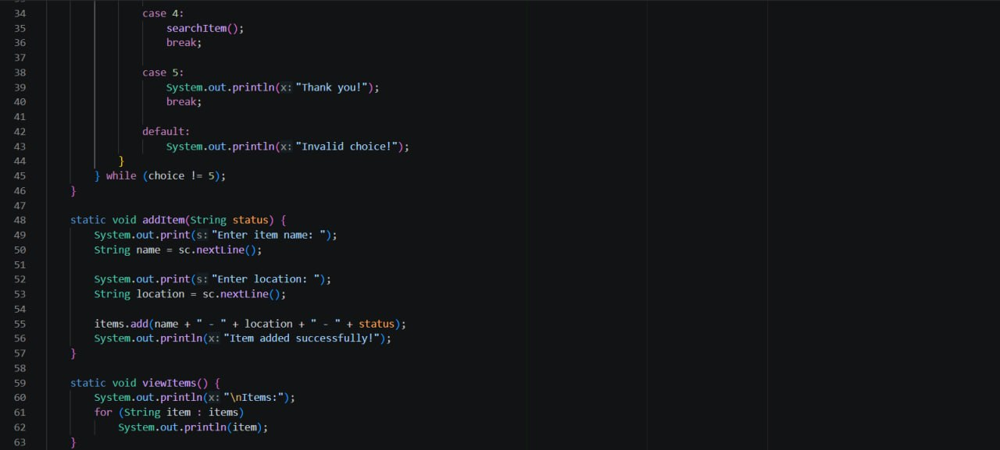 34 case 4:
35 searchItem();
36 break;
37
38 case 5:
39 System.out.println(x: "Thank you!");
40 break;
41
42 default:
43 System.out.println(x: "Invalid choice!");
44 }
45 } while (choice != 5);
46 }
47
48 static void addItem(String status) {
49 System.out.print(s: "Enter item name: ");
50 String name = sc.nextLine();
51
52 System.out.print(s: "Enter location: ");
53 String location = sc.nextLine();
54
55 items.add(name + " - " + location + " - " + status);
56 System.out.println(x: "Item added successfully!");
57 }
58
59 static void viewItems() {
60 System.out.println(x: "\nItems:");
61 for (String item : items)
62 System.out.println(item);
63 }